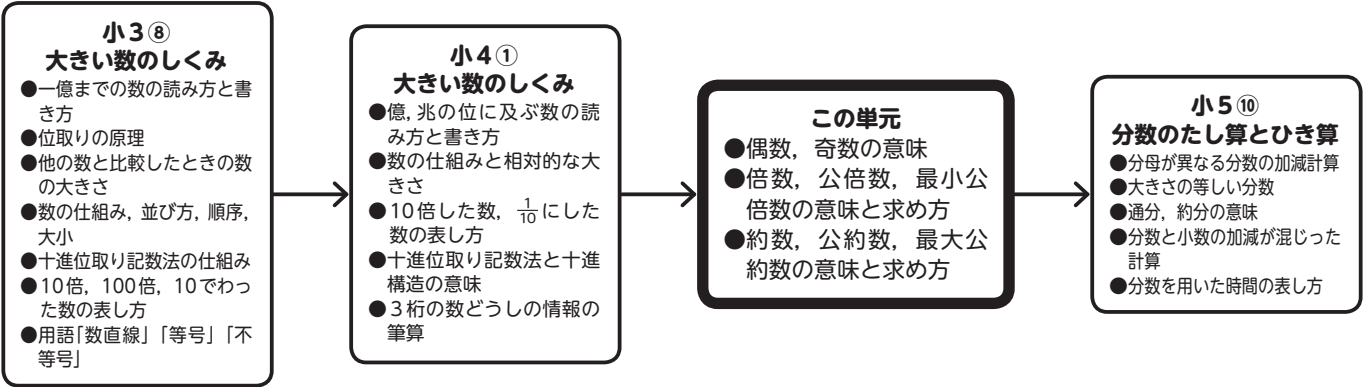 小3⑧
大きい数のしくみ
●一億までの数の読み方と書
き方
●位取りの原理
●他の数と比較したときの数
の大きさ
●数の仕組み，並び方，順序，
大小
●十進位取り記数法の仕組み
●10倍，100倍，10でわっ
た数の表し方
●用語「数直線」「等号」「不
等号」
小4①
大きい数のしくみ
●億，兆の位に及ぶ数の読
み方と書き方
●数の仕組みと相対的な大
きさ
●10倍した数，1/10にした
数の表し方
●十進位取り記数法と十進
構造の意味
●3桁の数どうしの情報の
筆算
この単元
●偶数，奇数の意味
●倍数，公倍数，最小公
倍数の意味と求め方
●約数，公約数，最大公
約数の意味と求め方
小5⑩
分数のたし算とひき算
●分母が異なる分数の加減計算
●大きさの等しい分数
●通分，約分の意味
●分数と小数の加減が混じった
計算
●分数を用いた時間の表し方